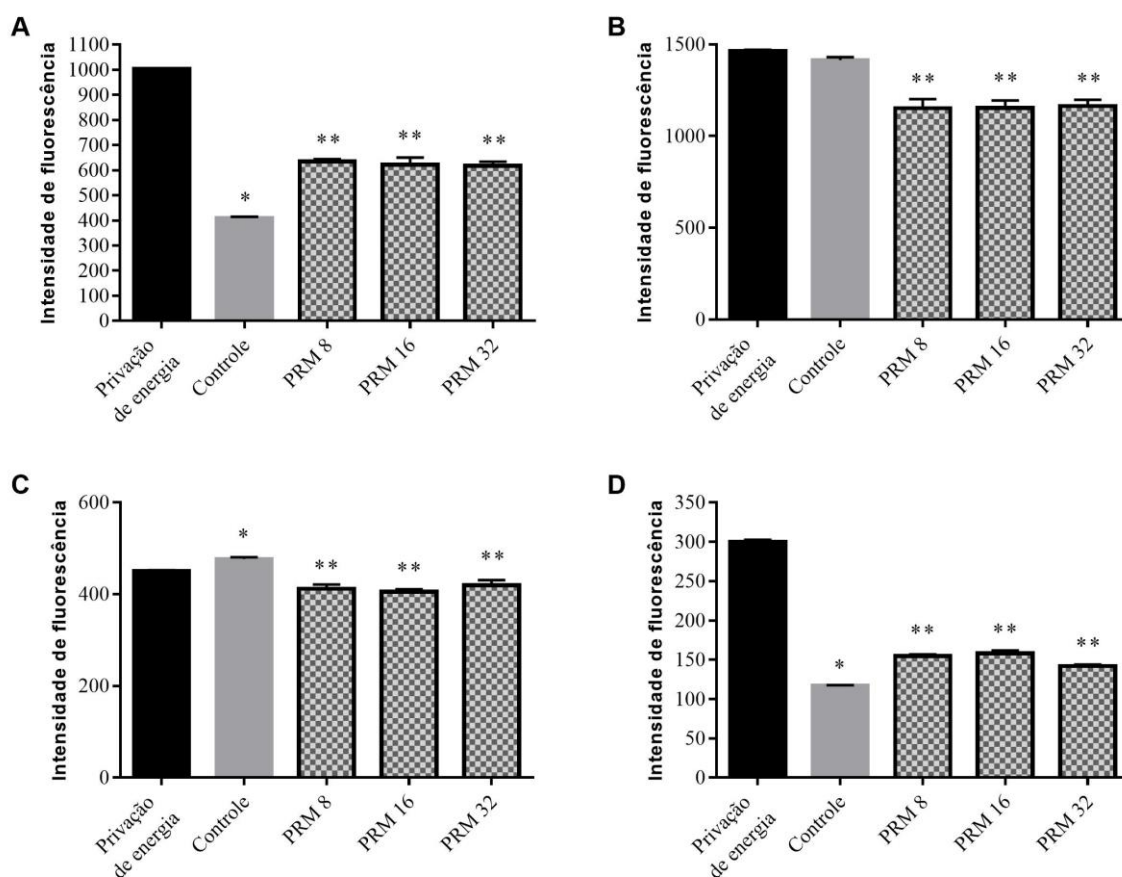 A
Intensidade de fluorescência
1100
1000
900
800
700
600
500
400
300
200
100
0
*
**
**
**
Privação
de energia
Controle
PRM 8
PRM 16
PRM 32
B
Intensidade de fluorescência
1500
1000
500
0
**
**
**
Privação
de energia
Controle
PRM 8
PRM 16
PRM 32
C
Intensidade de fluorescência
600
400
200
0
*
**
**
**
Privação
de energia
Controle
PRM 8
PRM 16
PRM 32
D
Intensidade de fluorescência
350
300
250
200
150
100
50
0
*
**
**
**
Privação
de energia
Controle
PRM 8
PRM 16
PRM 32